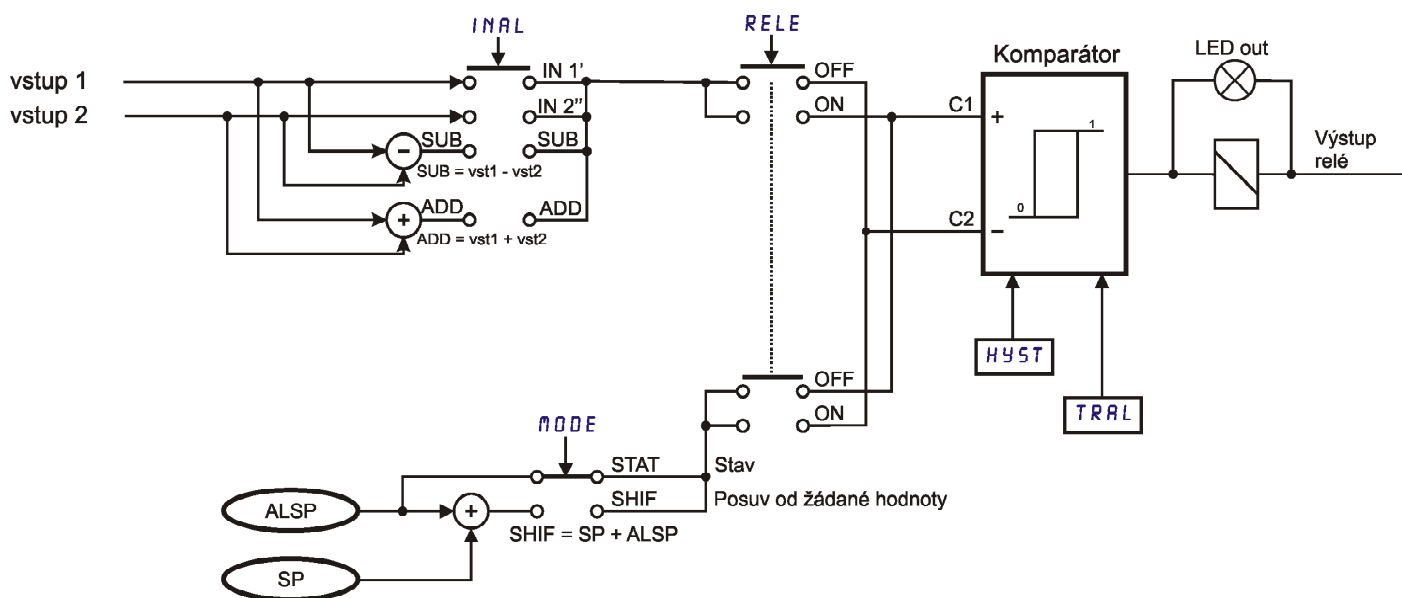 INAL
RELE
vstup 1
vstup 2
IN 1'
IN 2"
SUB
SUB
SUB = vst1 - vst2
ADD
ADD
ADD = vst1 + vst2
-
+
OFF
ON
Komparátor
C1
+
1
0
C2
-
LED out
Výstup
relé
HYST
TRAL
OFF
ON
MODE
STAT
Stav
SHIF
Posuv od žádané hodnoty
ALSP
+
SHIF = SP + ALSP
SP